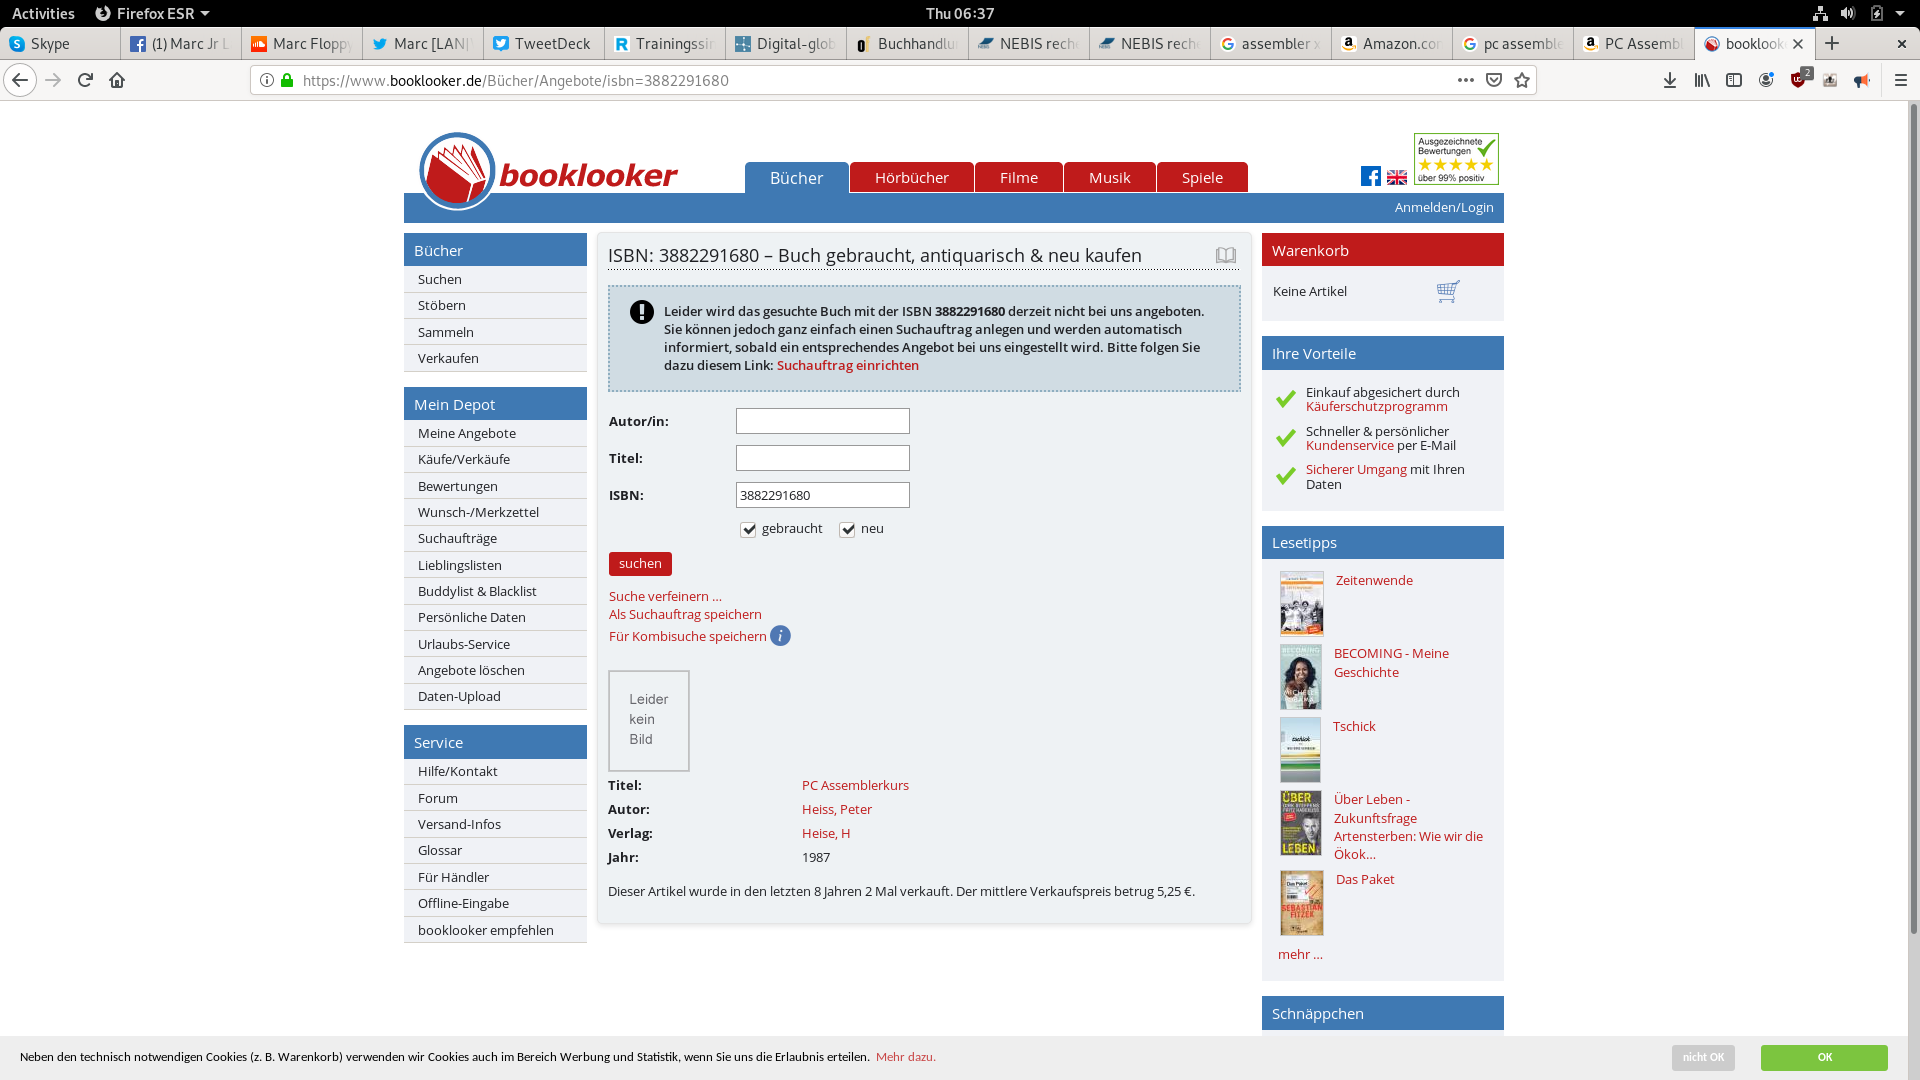 Activities
Firefox ESR
Thu 06:37
Skype
(1) Marc Jr L
Marc Floppy
Marc [LAN]
TweetDeck
Trainingssi
Digital-glob
Buchhandlu
NEBIS rech
NEBIS rech
assembler x
Amazon.co
pc assemble
PC Assembl
booklook
https://www.booklooker.de/Bücher/Angebote/isbn=3882291680
2
booklooker
Bücher
Hörbücher
Filme
Musik
Spiele
Ausgezeichnete
Bewertungen
über 99% positiv
Anmelden/Login
Bücher
Suchen
Stöbern
Sammeln
Verkaufen
Mein Depot
Meine Angebote
Käufe/Verkäufe
Bewertungen
Wunsch-/Merkzettel
Suchaufträge
Lieblingslisten
Buddylist & Blacklist
Persönliche Daten
Urlaubs-Service
Angebote löschen
Daten-Upload
Service
Hilfe/Kontakt
Forum
Versand-Infos
Glossar
Für Händler
Offline-Eingabe
booklooker empfehlen
ISBN: 3882291680 – Buch gebraucht, antiquarisch & neu kaufen
Leider wird das gesuchte Buch mit der ISBN 3882291680 derzeit nicht bei uns angeboten.
Sie können jedoch ganz einfach einen Suchauftrag anlegen und werden automatisch
informiert, sobald ein entsprechendes Angebot bei uns eingestellt wird. Bitte folgen Sie
dazu diesem Link: Suchauftrag einrichten
Autor/in:
Titel:
ISBN: 3882291680
gebraucht neu
suchen
Suche verfeinern ...
Als Suchauftrag speichern
Für Kombisuche speichern i
Leider
kein
Bild
Titel: PC Assemblerkurs
Autor: Heiss, Peter
Verlag: Heise, H
Jahr: 1987
Dieser Artikel wurde in den letzten 8 Jahren 2 Mal verkauft. Der mittlere Verkaufspreis betrug 5,25 €.
Warenkorb
Keine Artikel
Ihre Vorteile
Einkauf abgesichert durch
Käuferschutzprogramm
Schneller & persönlicher
Kundenservice per E-Mail
Sicherer Umgang mit Ihren
Daten
Lesetipps
Zeitenwende
BECOMING
BECOMING - Meine
Geschichte
tschick
Tschick
ÜBER
LEBEN.
Über Leben -
Zukunftsfrage
Artensterben: Wie wir die
Ökok...
Das Paket
SEBASTIAN
FITZEK
Das Paket
mehr ...
Schnäppchen
Neben den technisch notwendigen Cookies (z. B. Warenkorb) verwenden wir Cookies auch im Bereich Werbung und Statistik, wenn Sie uns die Erlaubnis erteilen. Mehr dazu.
nicht OK
OK